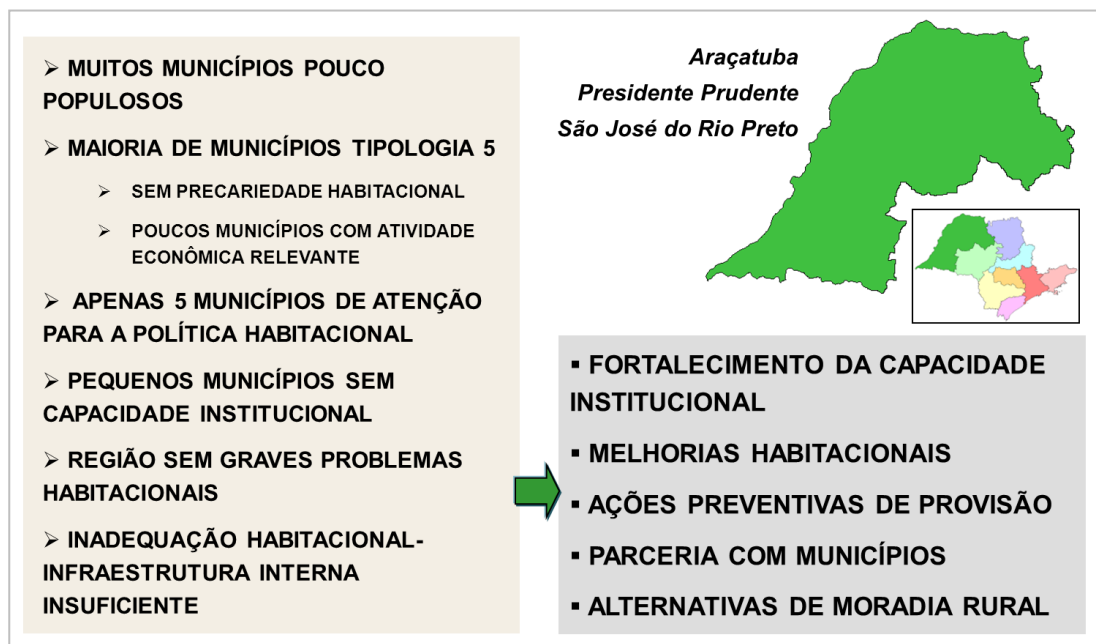 ➢ MUITOS MUNICÍPIOS POUCO
POPULOSOS
➢ MAIORIA DE MUNICÍPIOS TIPOLOGIA 5
➢ SEM PRECARIEDADE HABITACIONAL
➢ POUCOS MUNICÍPIOS COM ATIVIDADE
ECONÔMICA RELEVANTE
➢ APENAS 5 MUNICÍPIOS DE ATENÇÃO
PARA A POLÍTICA HABITACIONAL
➢ PEQUENOS MUNICÍPIOS SEM
CAPACIDADE INSTITUCIONAL
➢ REGIÃO SEM GRAVES PROBLEMAS
HABITACIONAIS
➢ INADEQUAÇÃO HABITACIONAL-
INFRAESTRUTURA INTERNA
INSUFICIENTE
Araçatuba
Presidente Prudente
São José do Rio Preto
▪ FORTALECIMENTO DA CAPACIDADE
INSTITUCIONAL
▪ MELHORIAS HABITACIONAIS
▪ AÇÕES PREVENTIVAS DE PROVISÃO
▪ PARCERIA COM MUNICÍPIOS
▪ ALTERNATIVAS DE MORADIA RURAL